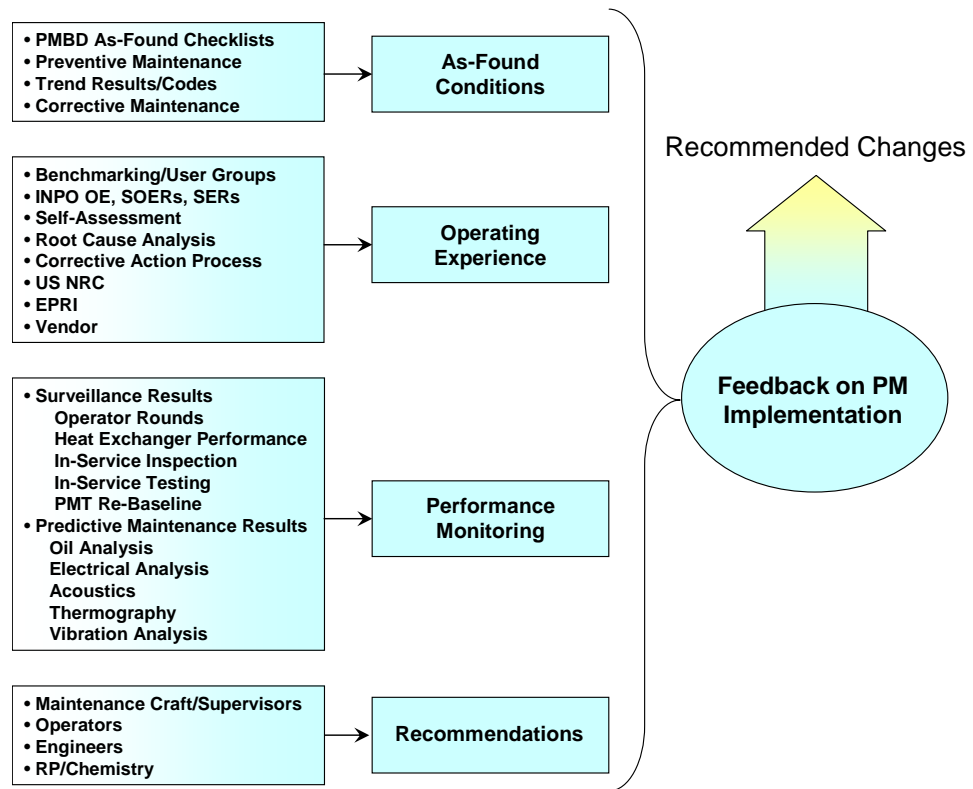 • PMBD As-Found Checklists
• Preventive Maintenance
• Trend Results/Codes
• Corrective Maintenance
As-Found
Conditions
• Benchmarking/User Groups
• INPO OE, SOERs, SERs
• Self-Assessment
• Root Cause Analysis
• Corrective Action Process
• US NRC
• EPRI
• Vendor
Operating
Experience
• Surveillance Results
Operator Rounds
Heat Exchanger Performance
In-Service Inspection
In-Service Testing
PMT Re-Baseline
• Predictive Maintenance Results
Oil Analysis
Electrical Analysis
Acoustics
Thermography
Vibration Analysis
Performance
Monitoring
• Maintenance Craft/Supervisors
• Operators
• Engineers
• RP/Chemistry
Recommendations
Recommended Changes
Feedback on PM
Implementation